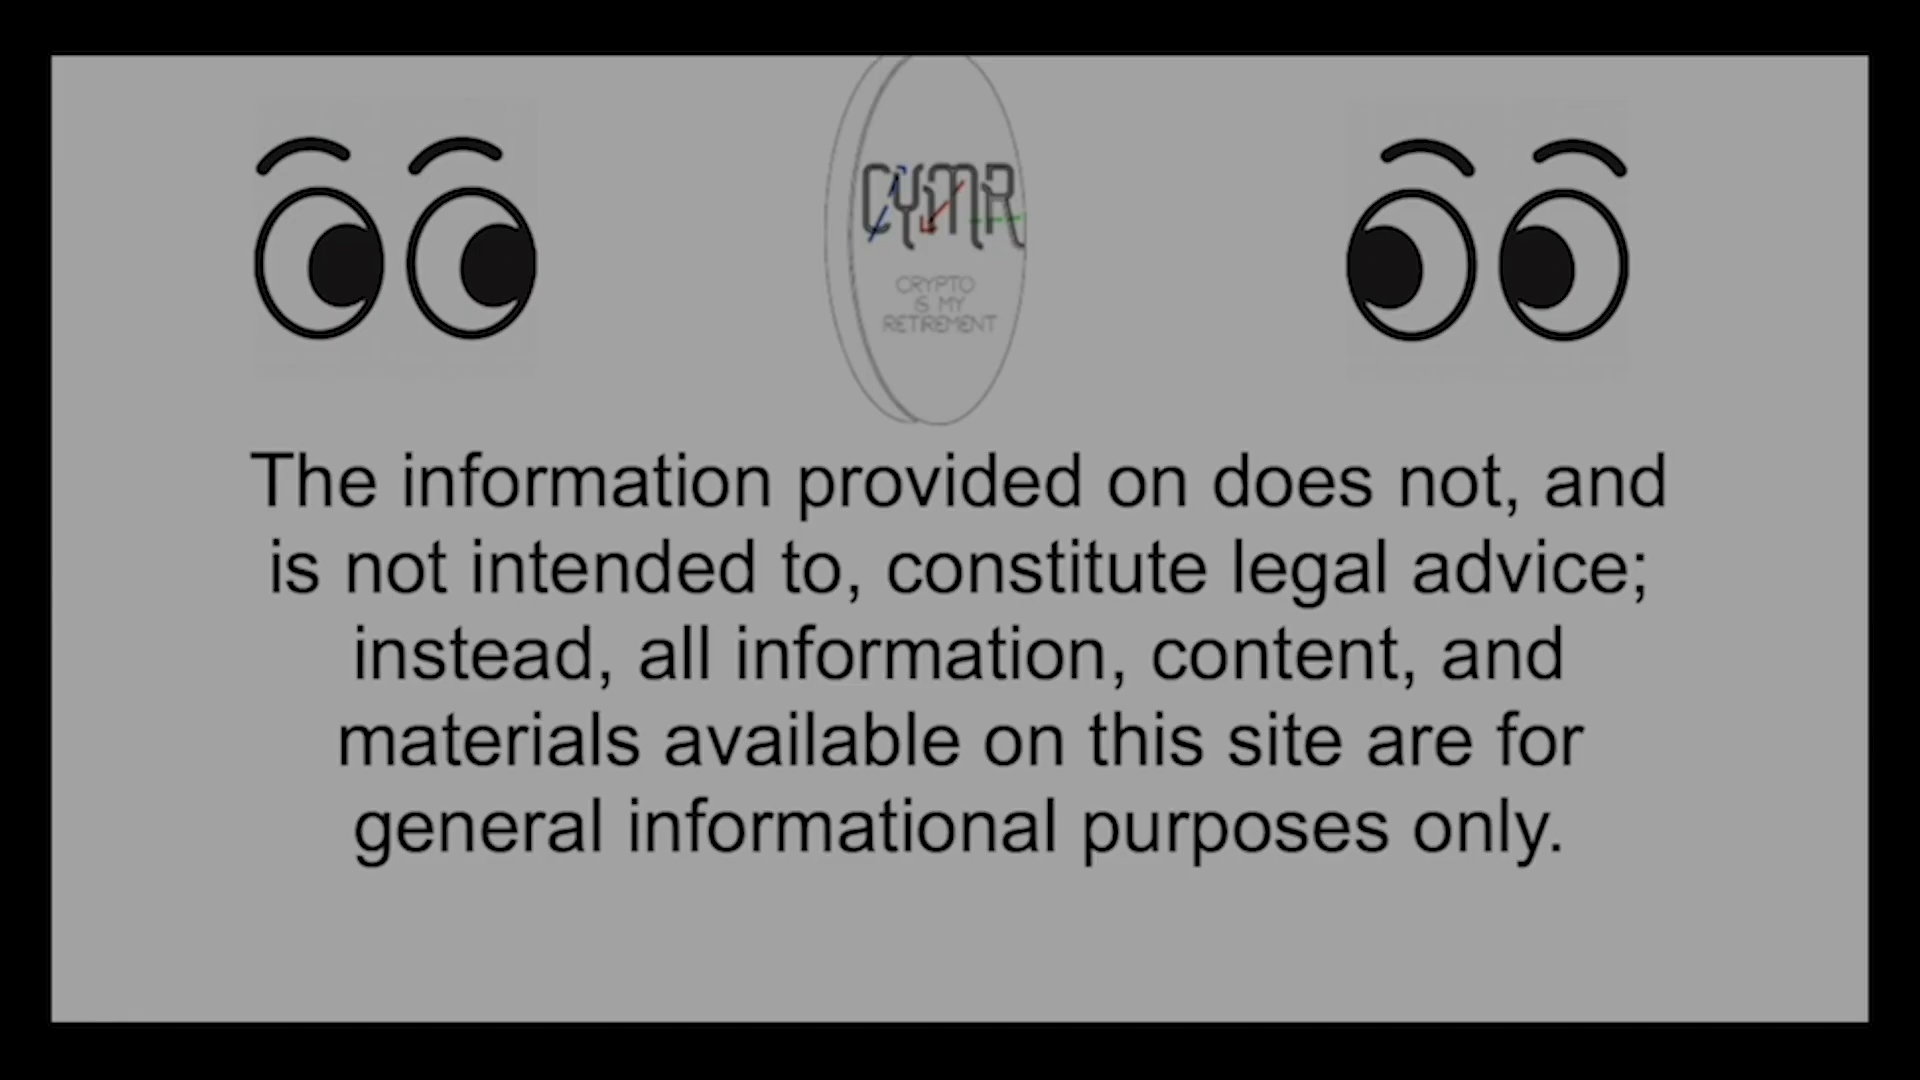 CYMR
CRYPTO
IS MY
RETIREMENT
The information provided on does not, and
is not intended to, constitute legal advice;
instead, all information, content, and
materials available on this site are for
general informational purposes only.